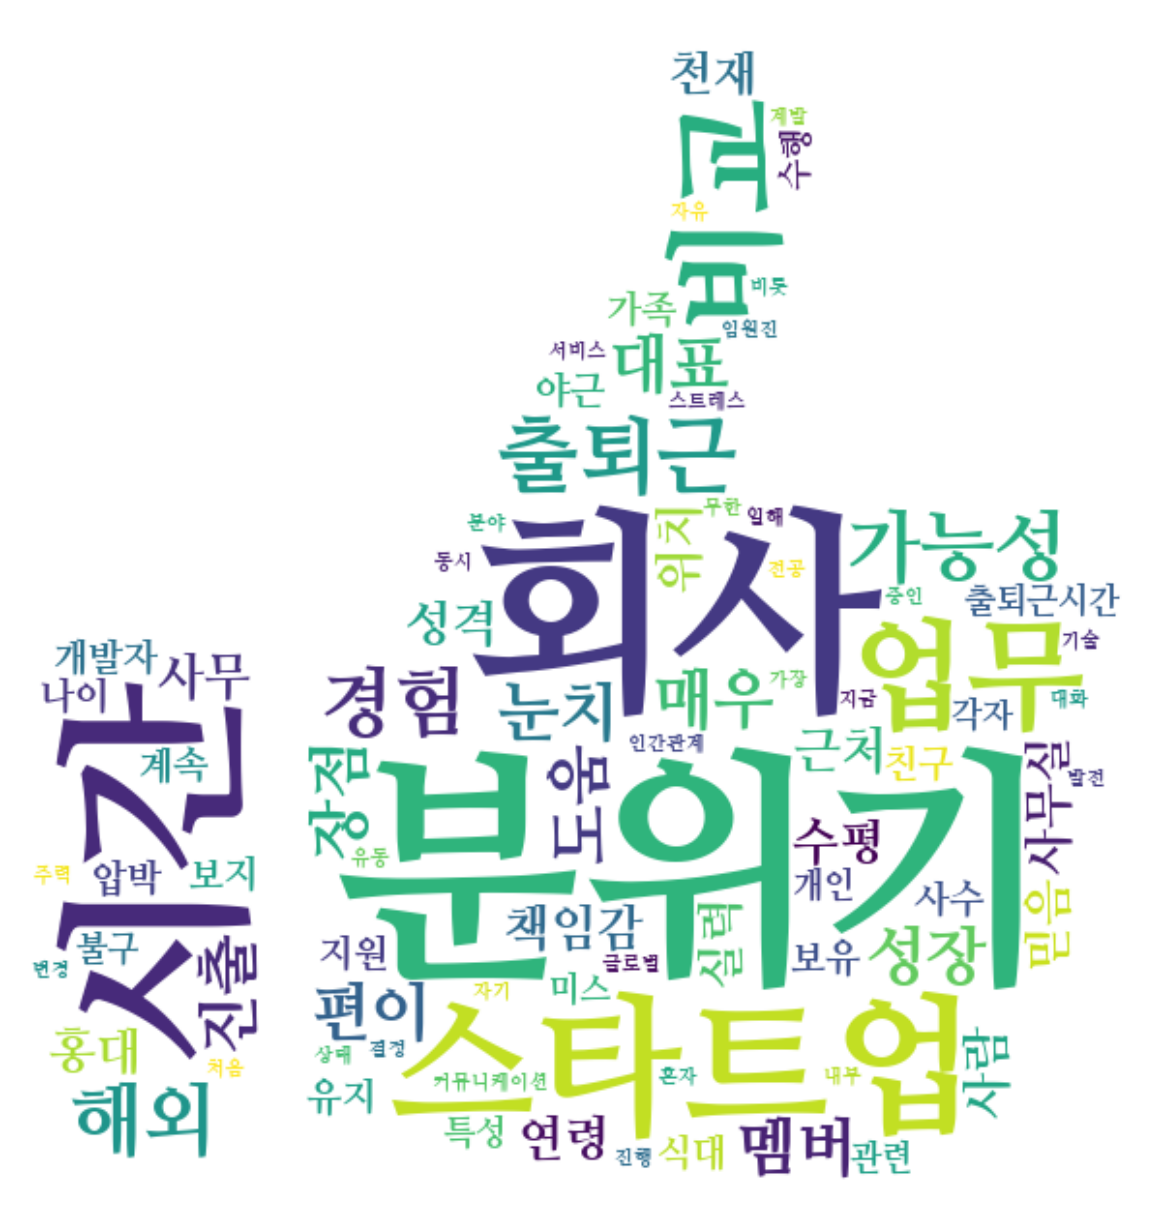 천재
계발
수행
비교
자유
비롯
가족
임원진
서비스
대표
야근
스트레스
출퇴근
회사
분야
위치
무한
일해
가능성
동시
전공
증인
출퇴근시간
성격
업무
기술
개발자
사무
나이
시간
계속
경험
눈치
매우
가장
지금
각자
대화
인간관계
근처
친구
사무실
발전
장점
도움
분위기
유동
수평
개인
사수
주력
압박
보지
믿음
책임감
실력
지원
불구
변경
진출
글로벌
보유
성장
미스
편이
자기
스타트업
사람
홍대
처음
상태
결정
커뮤니케이션
혼자
내부
해외
유지
특성
연령
진행
식대
멤버
관련